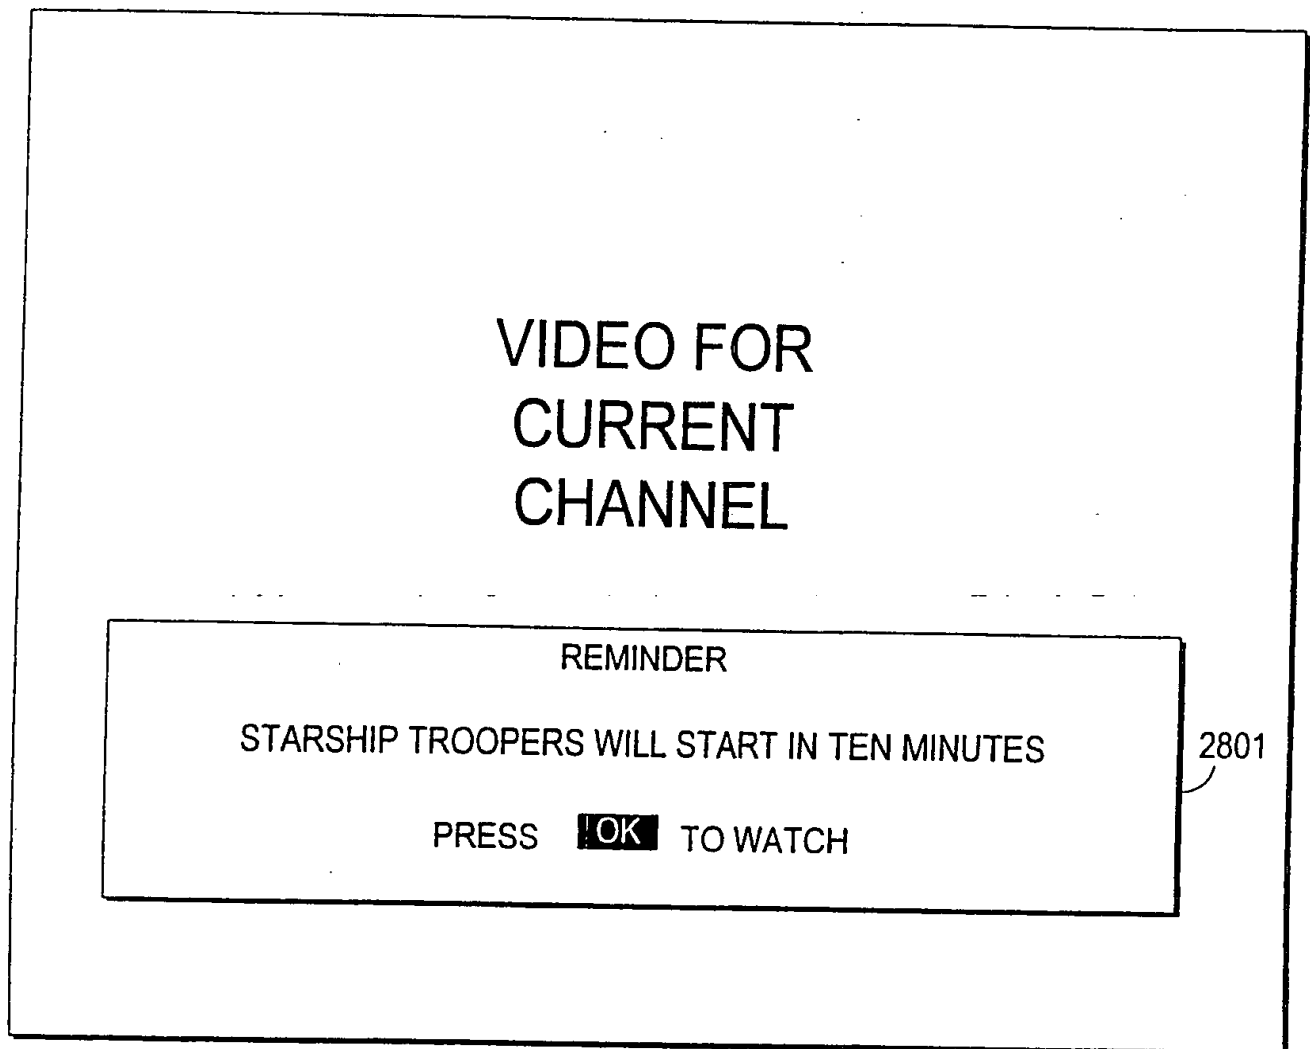 VIDEO FOR
CURRENT
CHANNEL
REMINDER
STARSHIP TROOPERS WILL START IN TEN MINUTES
2801
PRESS OK TO WATCH